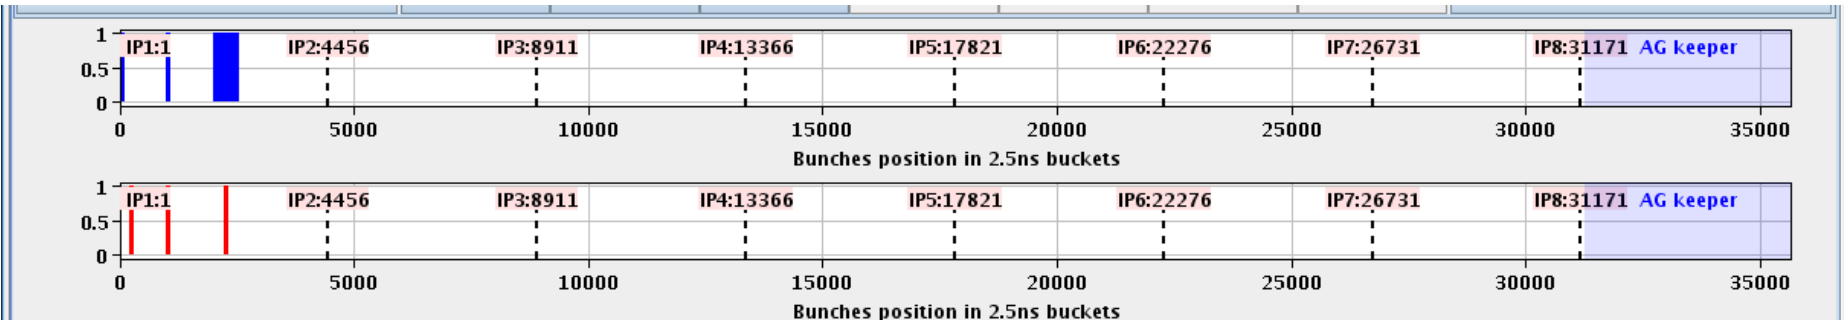 1
IP1:1 IP2:4456 IP3:8911 IP4:13366 IP5:17821 IP6:22276 IP7:26731 IP8:31171 AG keeper
0.5
0
0 5000 10000 15000 20000 25000 30000 35000
Bunches position in 2.5ns buckets
1
IP1:1 IP2:4456 IP3:8911 IP4:13366 IP5:17821 IP6:22276 IP7:26731 IP8:31171 AG keeper
0.5
0
0 5000 10000 15000 20000 25000 30000 35000
Bunches position in 2.5ns buckets